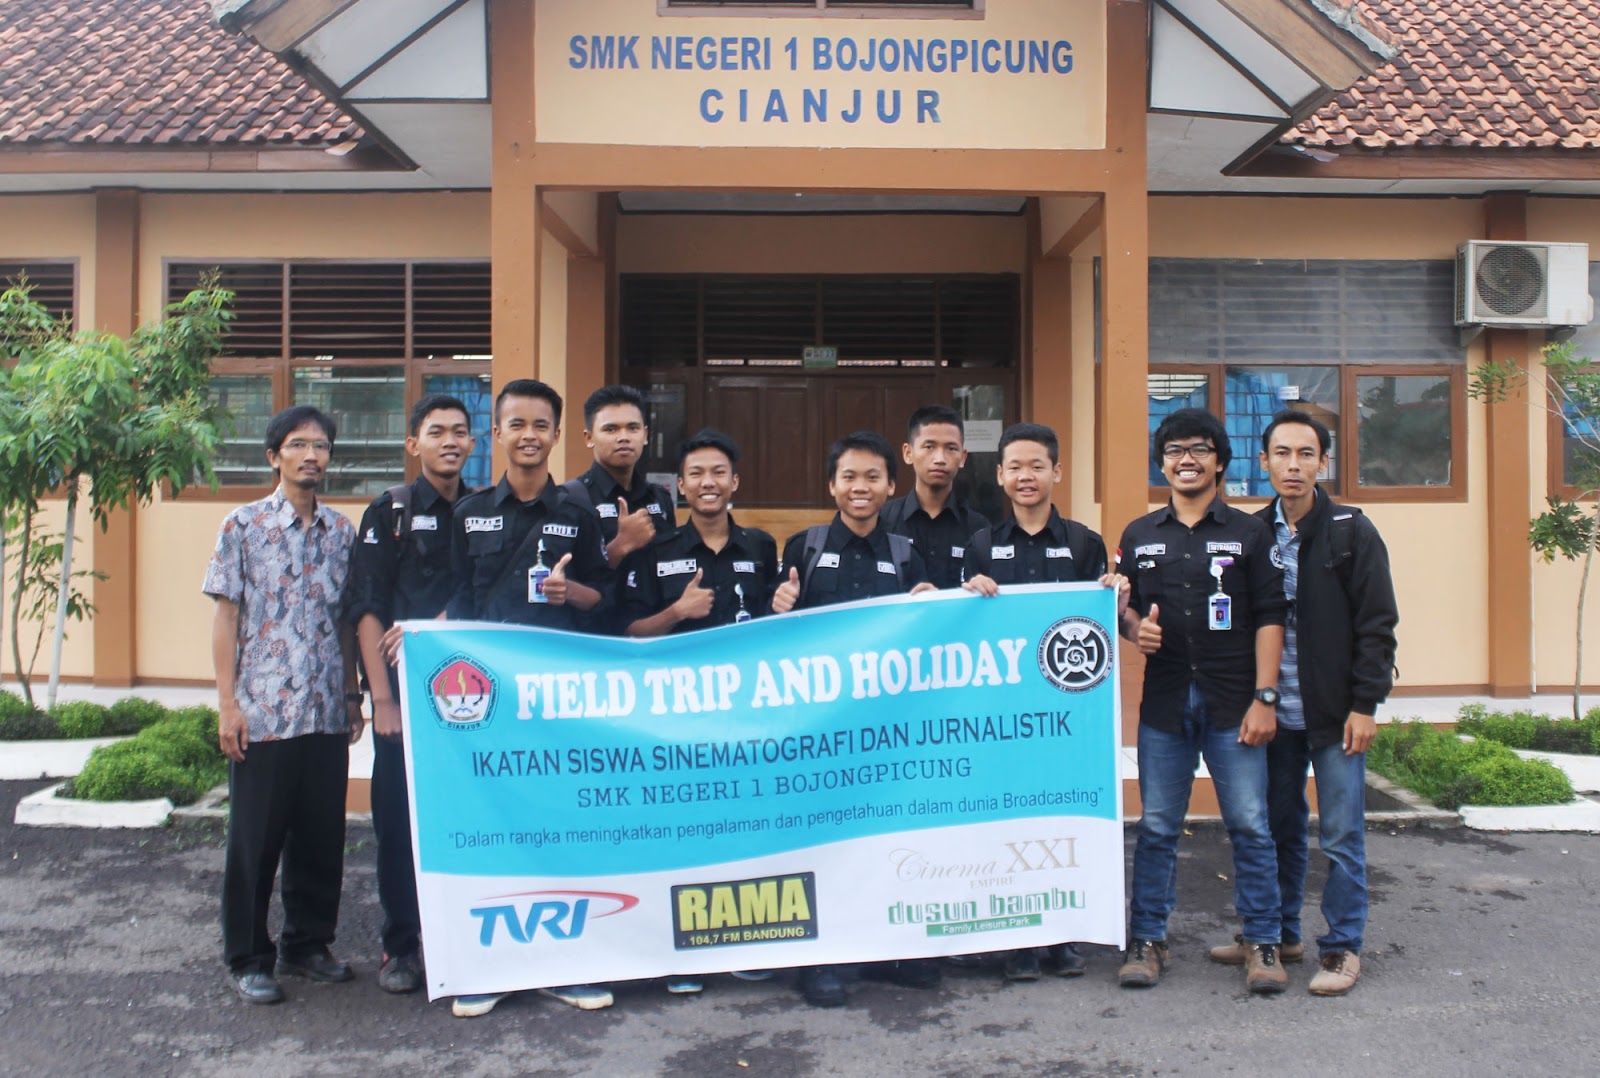 SMK NEGERI 1 BOJONGPICUNG
CIANJUR
FIELD TRIP AND HOLIDAY
IKATAN SISWA SINEMATOGRAFI DAN JURNALISTIK
SMK NEGERI 1 BOJONGPICUNG
"Dalam rangka meningkatkan pengalaman dan pengetahuan dalam dunia Broadcasting"
CIANJUR
TVRI
RAMA
104,7 FM BANDUNG
Cinema XXI
EMPIRE
dusun bambu
Family Leisure Park